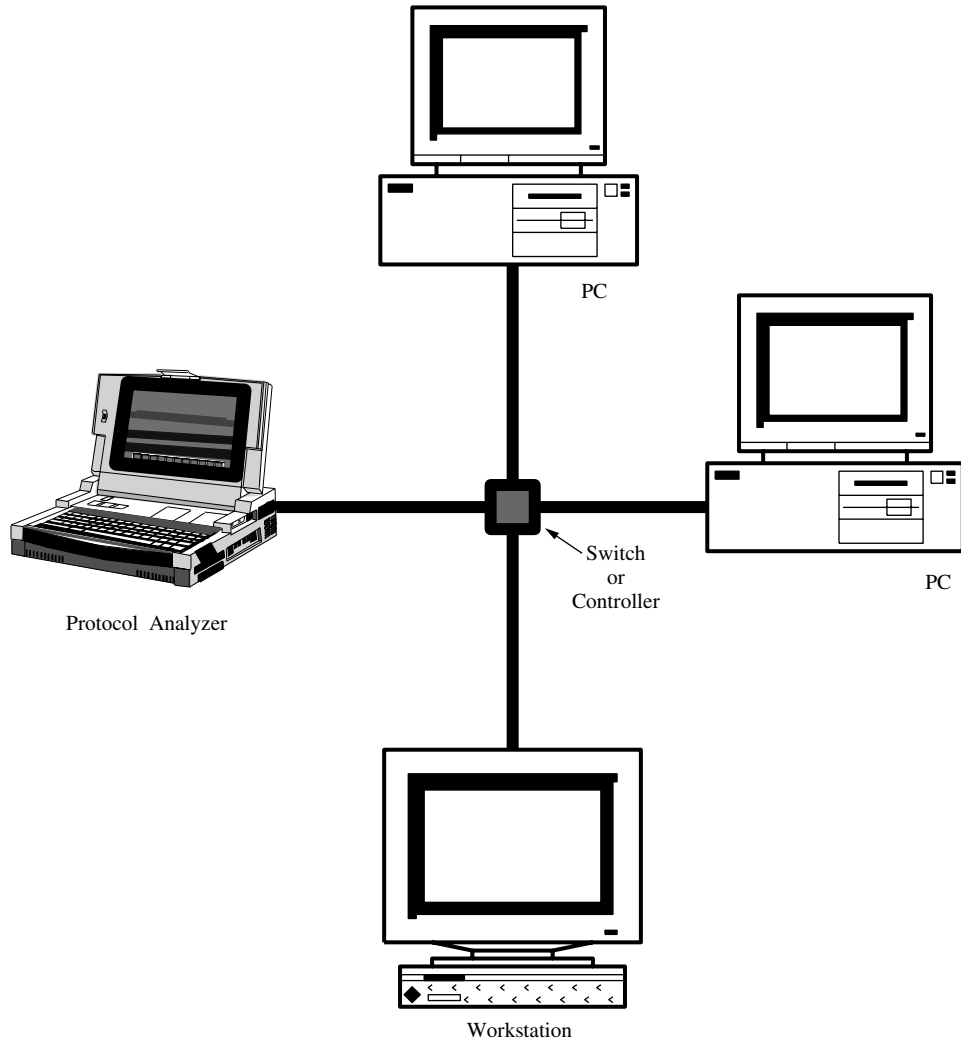 PC
PC
Switch
or
Controller
Protocol Analyzer
Workstation